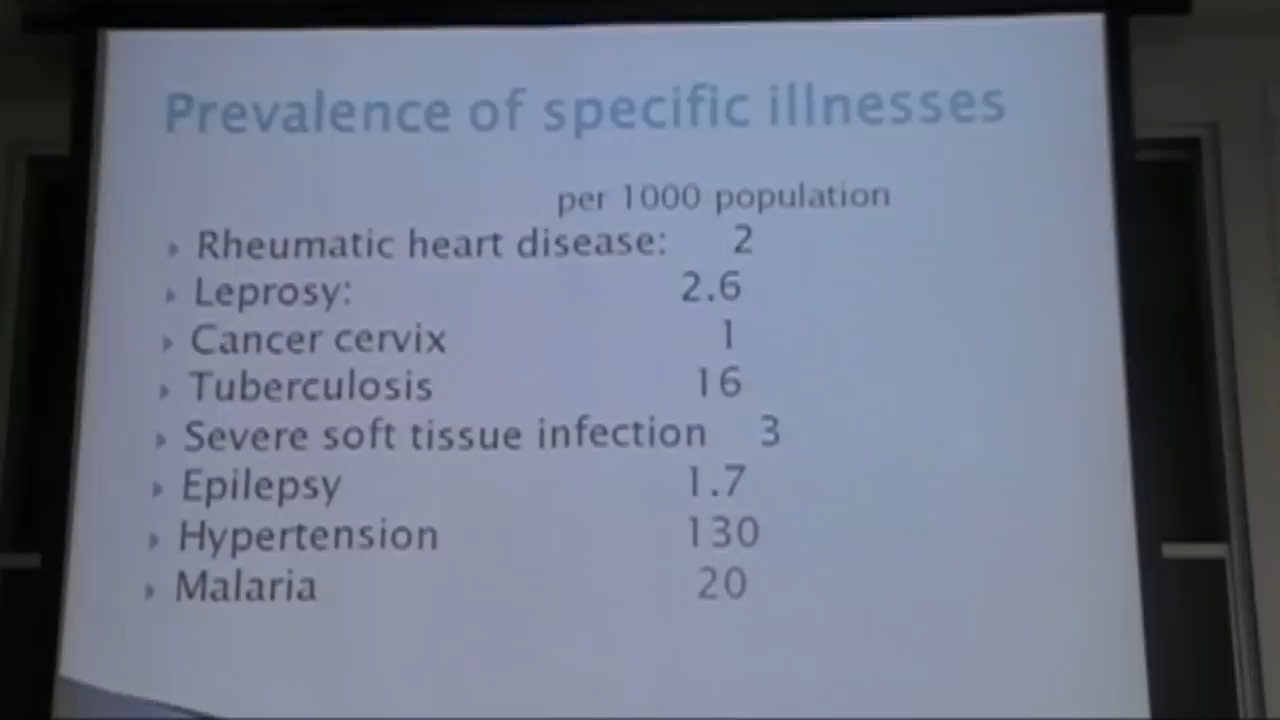 Prevalence of specific illnesses
per 1000 population
Rheumatic heart disease: 2
Leprosy: 2.6
Cancer cervix 1
Tuberculosis 16
Severe soft tissue infection 3
Epilepsy 1.7
Hypertension 130
Malaria 20